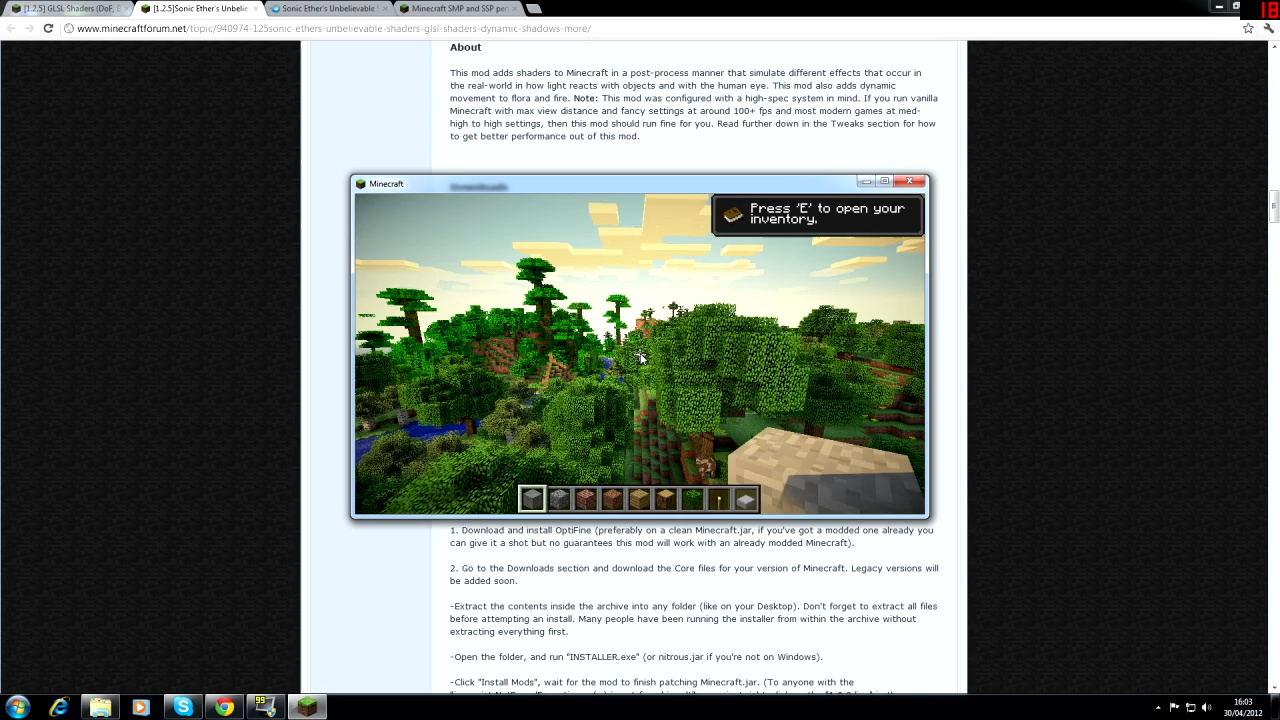 [1.2.5] GLSL Shaders (DoF, B
[1.2.5]Sonic Ether's Unbelie
Sonic Ether's Unbelievable
Minecraft SMP and SSP per
18
www.minecraftforum.net/topic/940974-125sonic-ethers-unbelievable-shaders-glsl-shaders-dynamic-shadows-more/
About
This mod adds shaders to Minecraft in a post-process manner that simulate different effects that occur in
the real-world in how light reacts with objects and with the human eye. This mod also adds dynamic
movement to flora and fire. Note: This mod was configured with a high-spec system in mind. If you run vanilla
Minecraft with max view distance and fancy settings at around 100+ fps and most modern games at med-
high to high settings, then this mod should run fine for you. Read further down in the Tweaks section for how
to get better performance out of this mod.
Minecraft
Downloads
Press 'E' to open your
inventory.
1. Download and install OptiFine (preferably on a clean Minecraft.jar, if you've got a modded one already you
can give it a shot but no guarantees this mod will work with an already modded Minecraft).
2. Go to the Downloads section and download the Core files for your version of Minecraft. Legacy versions will
be added soon.
-Extract the contents inside the archive into any folder (like on your Desktop). Don't forget to extract all files
before attempting an install. Many people have been running the installer from within the archive without
extracting everything first.
-Open the folder, and run "INSTALLER.exe" (or nitrous.jar if you're not on Windows).
-Click "Install Mods", wait for the mod to finish patching Minecraft.jar. (To anyone with the
99
16:03
30/04/2012